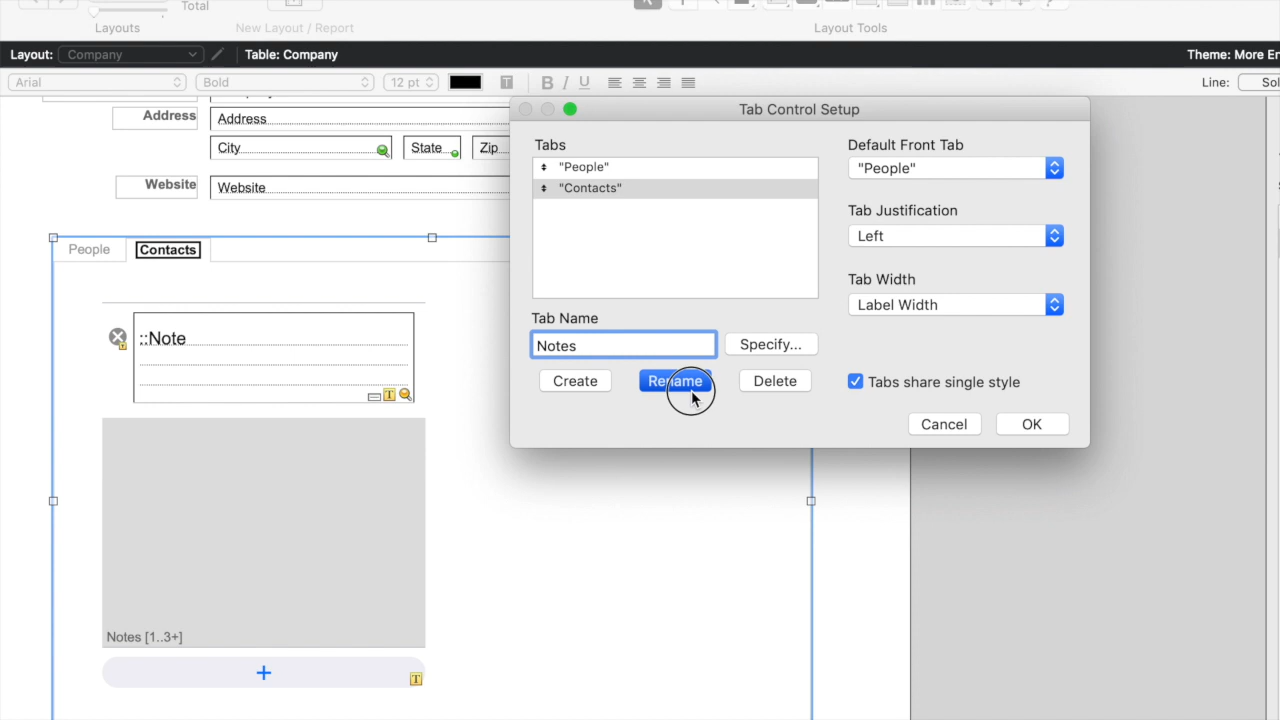 Total
Layouts
New Layout / Report
Layout Tools
Layout:
Company
Table: Company
Theme: More En
Arial
Bold
12 pt
T
B I U
Line:
Sol
Address
Address
City
State
Zip
Website
Website
People
Contacts
::Note
T
Notes [1..3+]
+
T
Tab Control Setup
Tabs
"People"
"Contacts"
Tab Name
Notes
Specify...
Create
Rename
Delete
Default Front Tab
"People"
Tab Justification
Left
Tab Width
Label Width
Tabs share single style
Cancel
OK